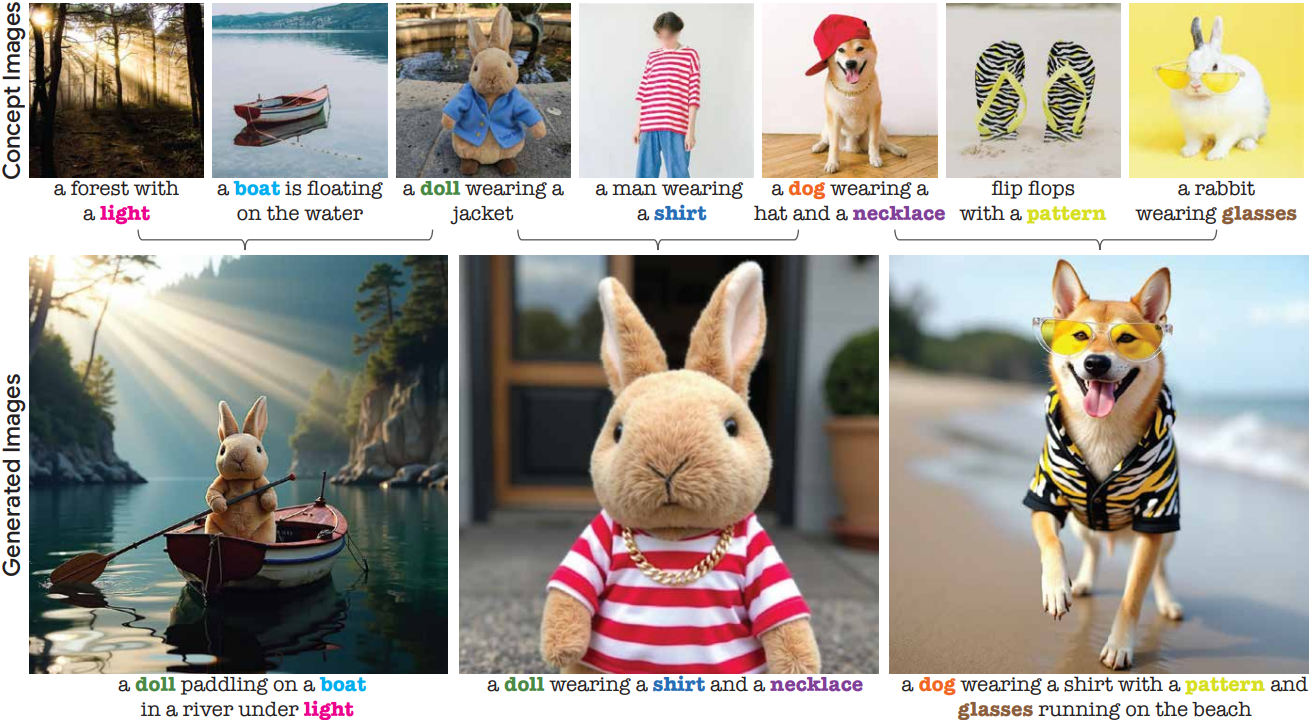 Concept Images
a forest with
a light
a boat is floating
on the water
a doll wearing a
jacket
a man wearing
a shirt
a dog wearing a
hat and a necklace
flip flops
with a pattern
a rabbit
wearing glasses
Generated Images
a doll paddling on a boat
in a river under light
a doll wearing a shirt and a necklace
a dog wearing a shirt with a pattern and
glasses running on the beach